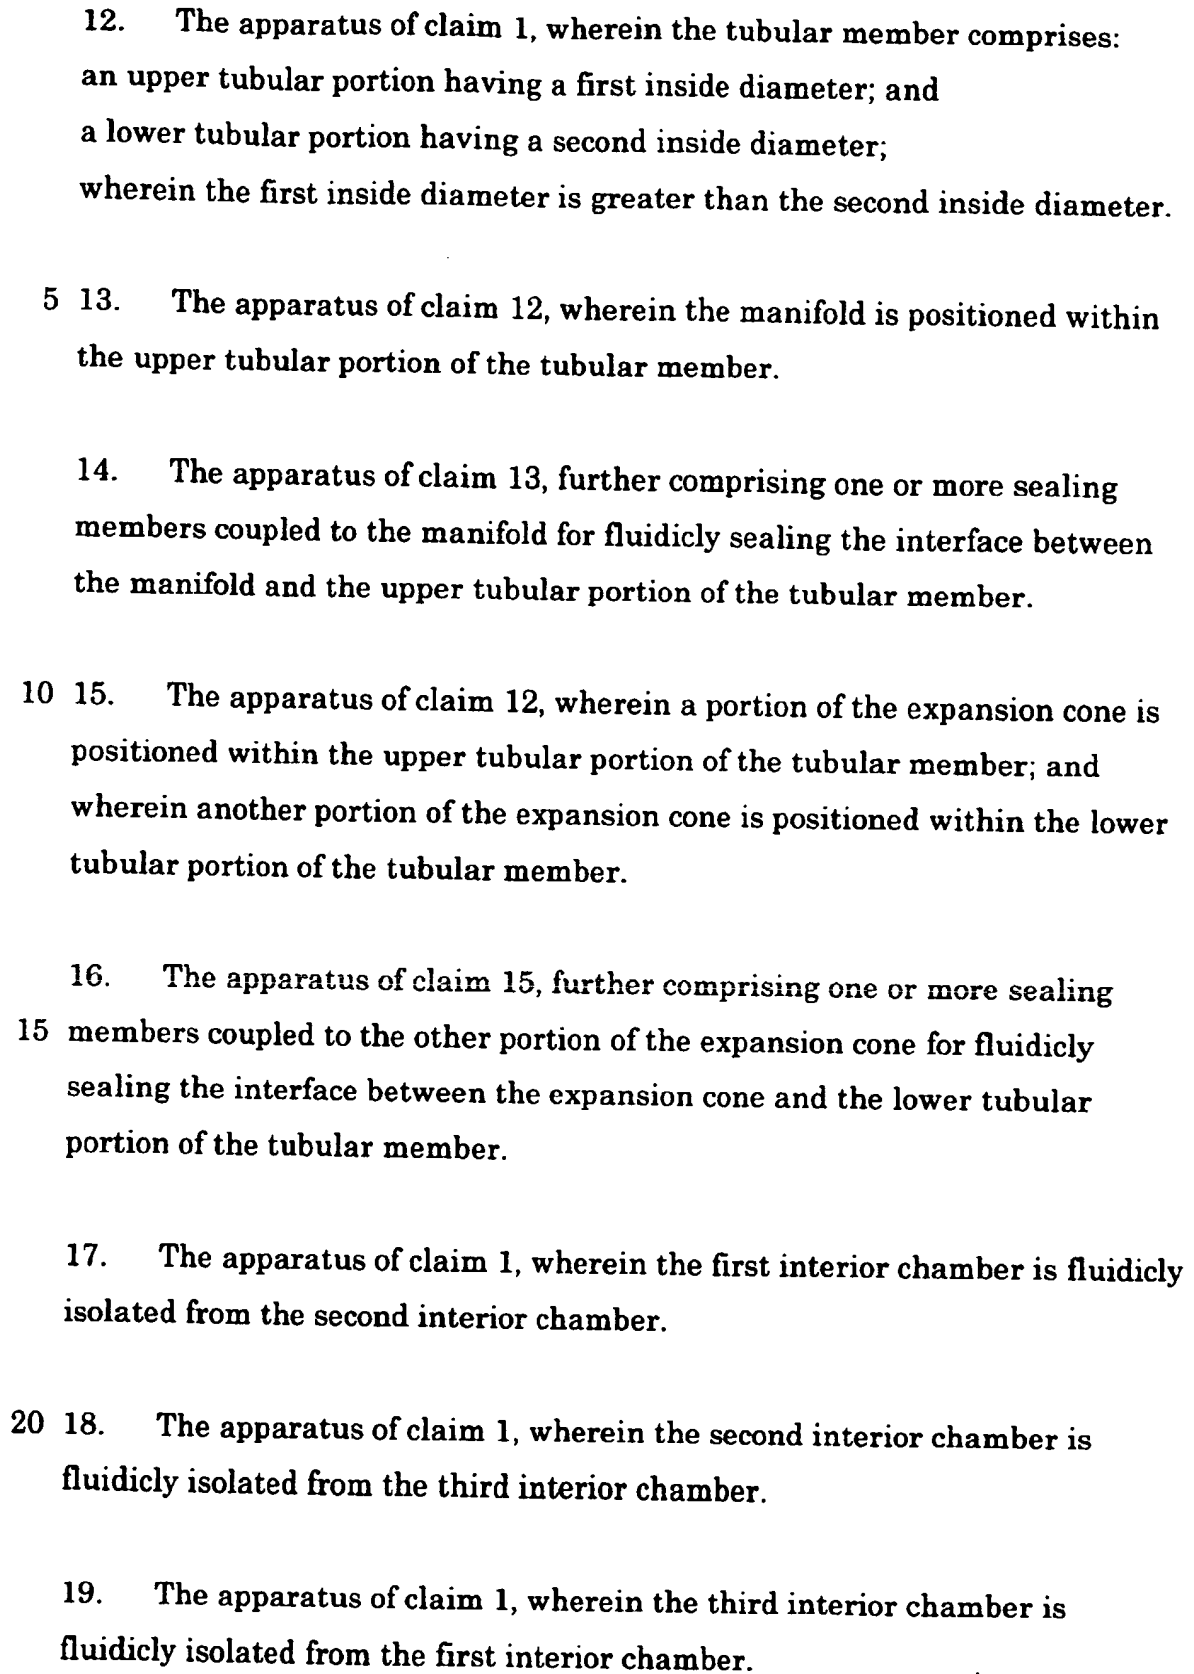 12. The apparatus of claim 1, wherein the tubular member comprises:
an upper tubular portion having a first inside diameter; and
a lower tubular portion having a second inside diameter;
wherein the first inside diameter is greater than the second inside diameter.
5 13. The apparatus of claim 12, wherein the manifold is positioned within
the upper tubular portion of the tubular member.
14. The apparatus of claim 13, further comprising one or more sealing
members coupled to the manifold for fluidicly sealing the interface between
the manifold and the upper tubular portion of the tubular member.
10 15. The apparatus of claim 12, wherein a portion of the expansion cone is
positioned within the upper tubular portion of the tubular member; and
wherein another portion of the expansion cone is positioned within the lower
tubular portion of the tubular member.
16. The apparatus of claim 15, further comprising one or more sealing
15 members coupled to the other portion of the expansion cone for fluidicly
sealing the interface between the expansion cone and the lower tubular
portion of the tubular member.
17. The apparatus of claim 1, wherein the first interior chamber is fluidicly
isolated from the second interior chamber.
20 18. The apparatus of claim 1, wherein the second interior chamber is
fluidicly isolated from the third interior chamber.
19. The apparatus of claim 1, wherein the third interior chamber is
fluidicly isolated from the first interior chamber.